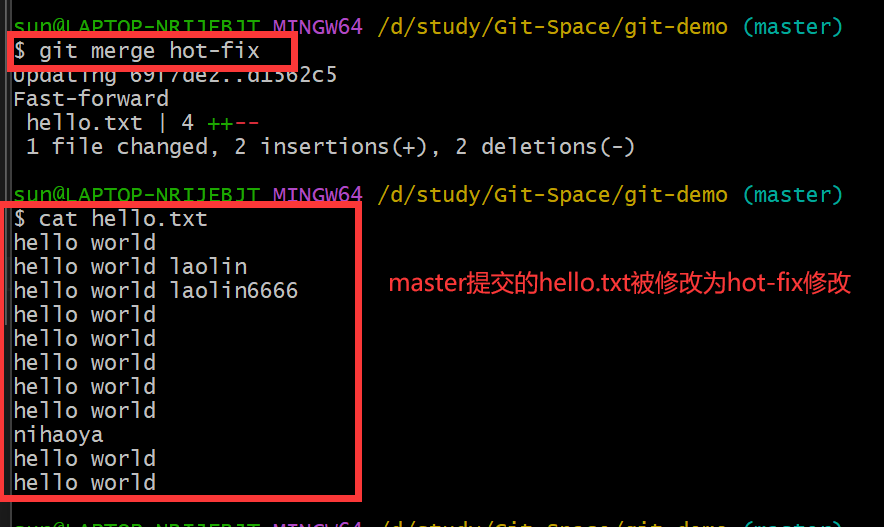 sun@LAPTOP-NRIJEBJT MINGW64 /d/study/Git-Space/git-demo (master)
$ git merge hot-fix
Updating 69f7de2..d1562c5
Fast-forward
hello.txt | 4 ++--
1 file changed, 2 insertions(+), 2 deletions(-)
sun@LAPTOP-NRIJEBJT MINGW64 /d/study/Git-Space/git-demo (master)
$ cat hello.txt
hello world
hello world laolin
hello world laolin6666
hello world
hello world
hello world
hello world
hello world
nihaoya
hello world
hello world
master提交的hello.txt被修改为hot-fix修改
sun@LAPTOP-NRIJEBJT MINGW64 /d/study/Git-Space/git-demo (master)